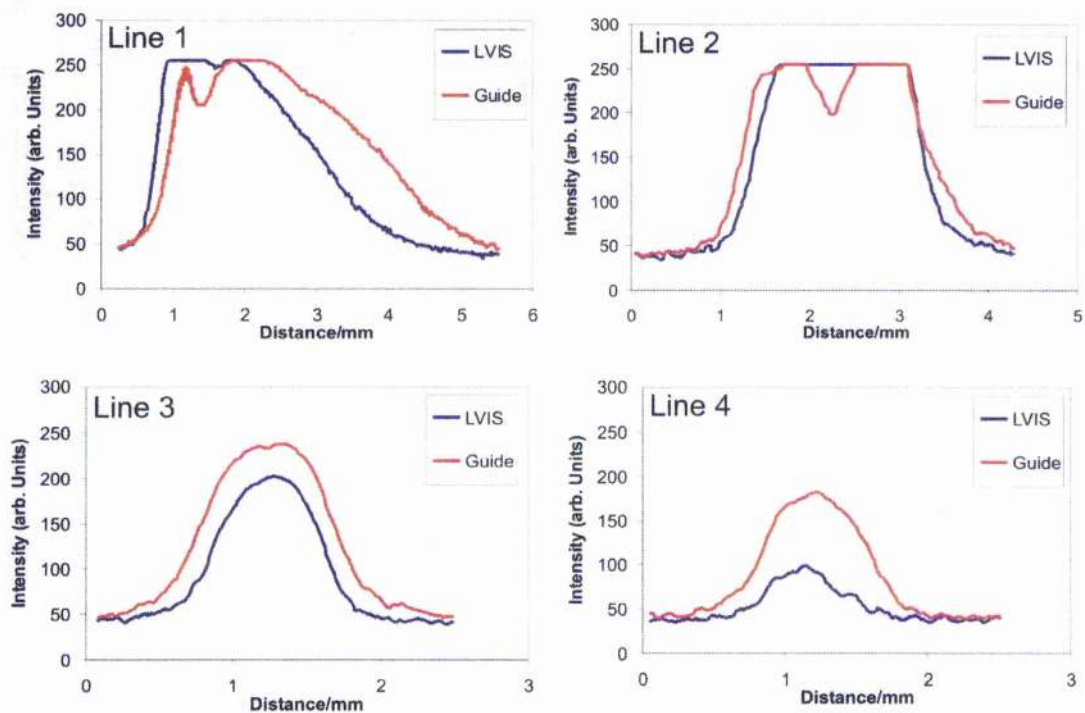 Line 1
300
250
200
150
100
50
0
Intensity (arb. Units)
0 1 2 3 4 5 6
Distance/mm
LVIS
Guide
Line 2
300
250
200
150
100
50
0
Intensity (arb. Units)
0 1 2 3 4 5
Distance/mm
LVIS
Guide
Line 3
300
250
200
150
100
50
0
Intensity (arb. Units)
0 1 2 3
Distance/mm
LVIS
Guide
Line 4
300
250
200
150
100
50
0
Intensity (arb. Units)
0 1 2 3
Distance/mm
LVIS
Guide